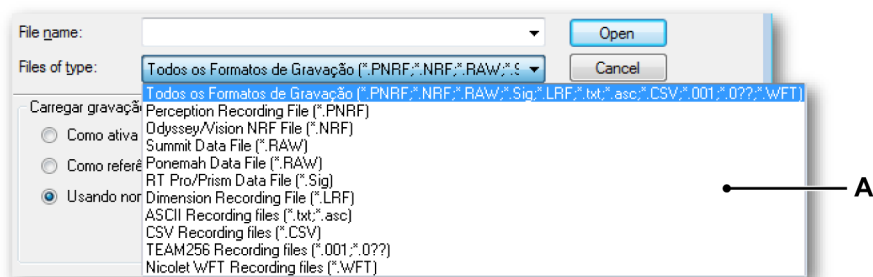 File name:
Open
Files of type:
Todos os Formatos de Gravação (*.PNRF;*.NRF;*.RAW;*.S
Cancel
Todos os Formatos de Gravação (*.PNRF;*.NRF;*.RAW;*.Sig;*.LRF;*.txt;*.asc;*.CSV;*.001;*.0??;*.WFT)
Carregar gravaçã
Perception Recording File (*.PNRF)
Como ativa
Odyssey/Vision NRF File (*.NRF)
Summit Data File (*.RAW)
Como referê
Ponemah Data File (*.RAW)
RT Pro/Prism Data File (*.Sig)
Usando nor
Dimension Recording File (*.LRF)
A
ASCII Recording files (*.txt;*.asc)
CSV Recording files (*.CSV)
TEAM256 Recording files (*.001;*.0??)
Nicolet WFT Recording files (*.WFT)